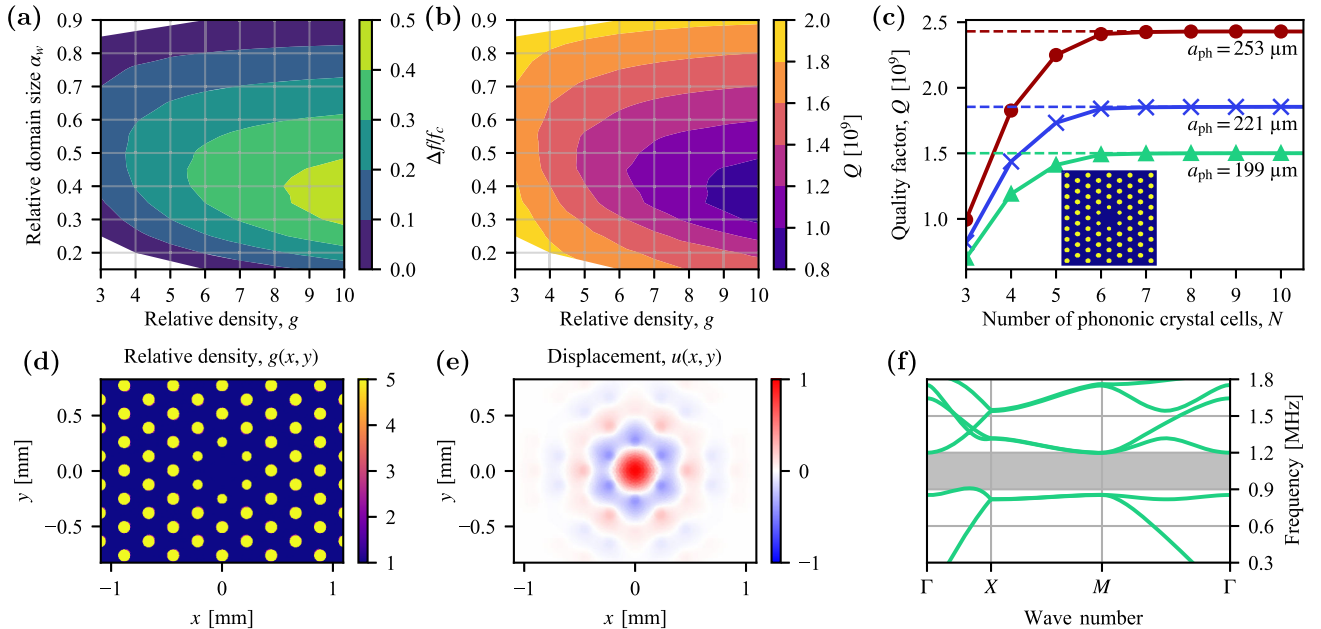 (a)
Relative domain size α_w
0.9
0.8
0.7
0.6
0.5
0.4
0.3
0.2
3 4 5 6 7 8 9 10
Relative density, g
0.5
0.4
0.3
0.2
0.1
0.0
Δf/f_c
(b)
0.9
0.8
0.7
0.6
0.5
0.4
0.3
0.2
3 4 5 6 7 8 9 10
Relative density, g
2.0
1.8
1.6
1.4
1.2
1.0
0.8
Q [10⁹]
(c)
Quality factor, Q [10⁹]
2.5
2.0
1.5
1.0
a_ph = 253 µm
a_ph = 221 µm
a_ph = 199 µm
3 4 5 6 7 8 9 10
Number of phononic crystal cells, N
(d)
Relative density, g(x, y)
y [mm]
0.5
0.0
−0.5
−1 0 1
x [mm]
5
4
3
2
1
(e)
Displacement, u(x, y)
y [mm]
0.5
0.0
−0.5
−1 0 1
x [mm]
1
0
−1
(f)
1.8
1.5
1.2
0.9
0.6
0.3
Frequency [MHz]
Γ X M Γ
Wave number